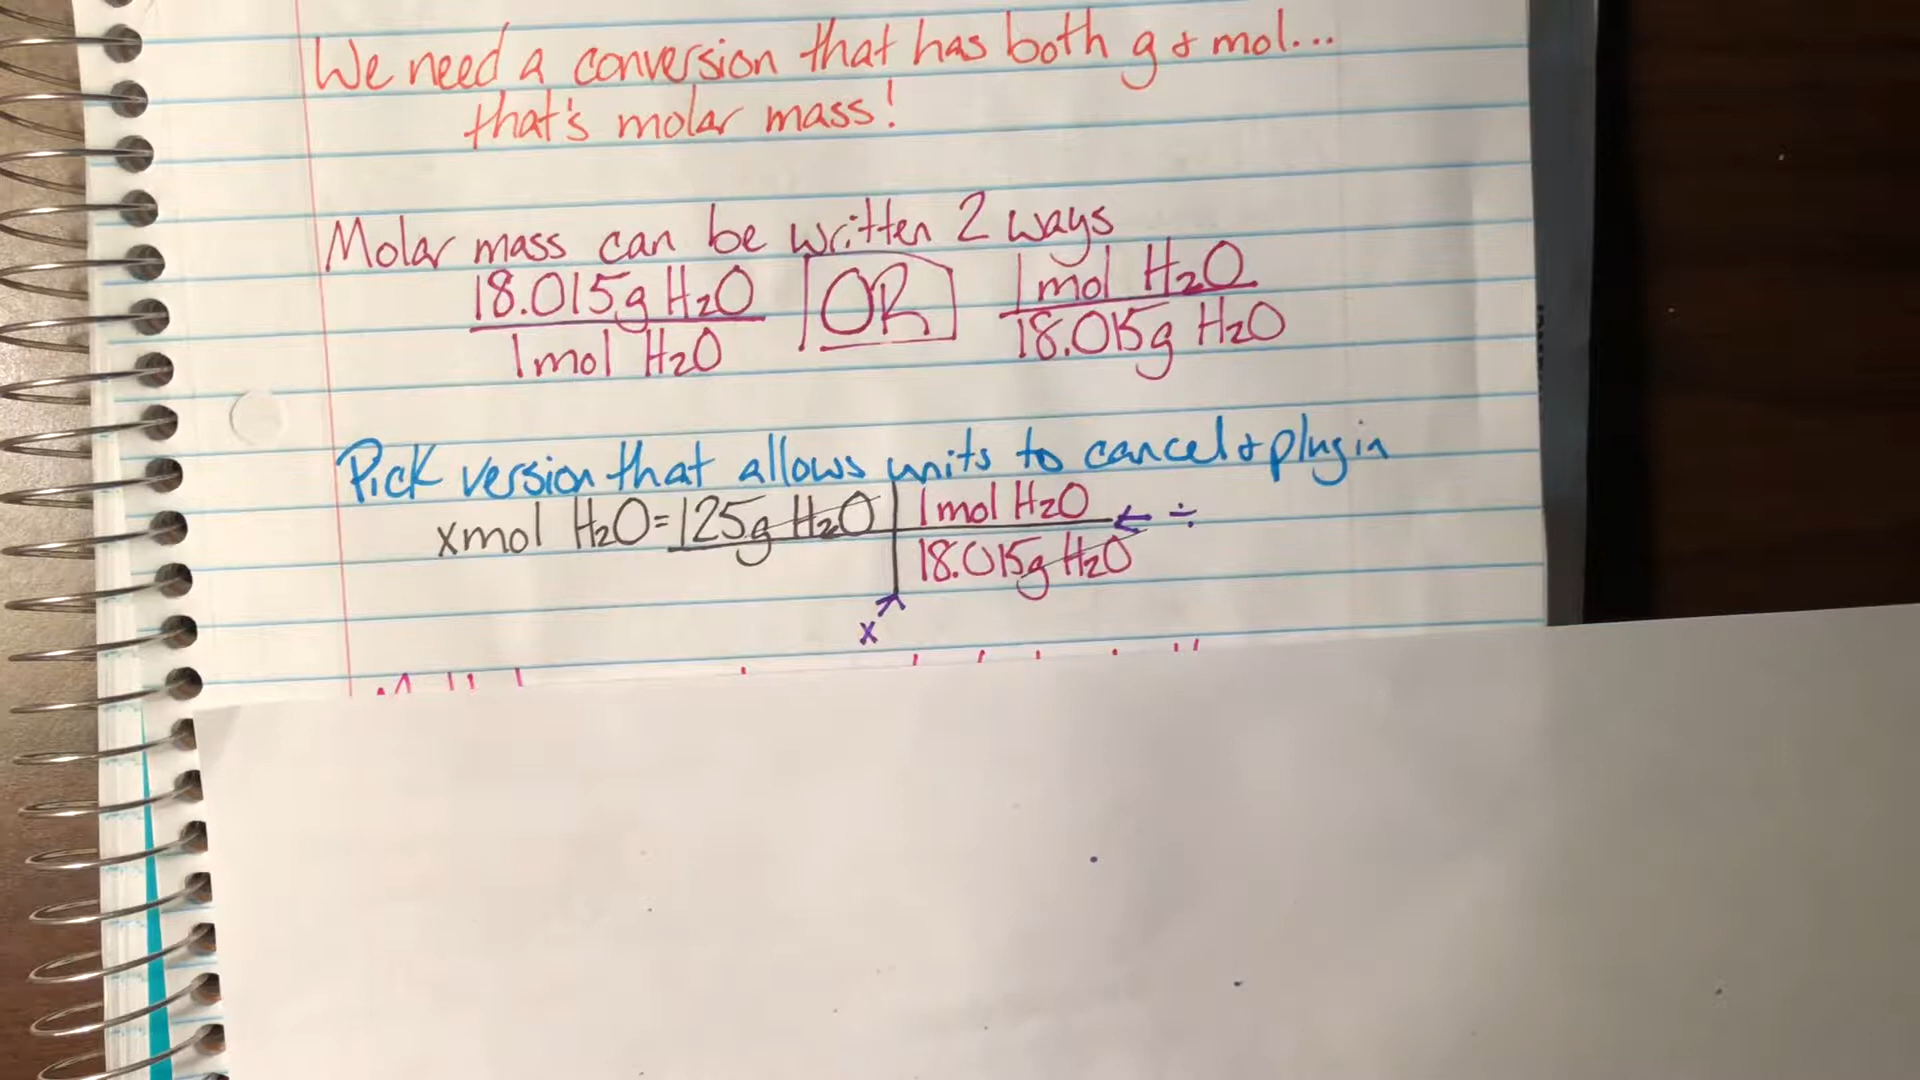 We need a conversion that has both g & mol...
that's molar mass!
Molar mass can be written 2 ways
18.015g H₂O OR 1mol H₂O
1mol H₂O 18.015g H₂O
Pick version that allows units to cancel & plug in
xmol H₂O = 125g H₂O 1mol H₂O ← ÷
18.015g H₂O
x